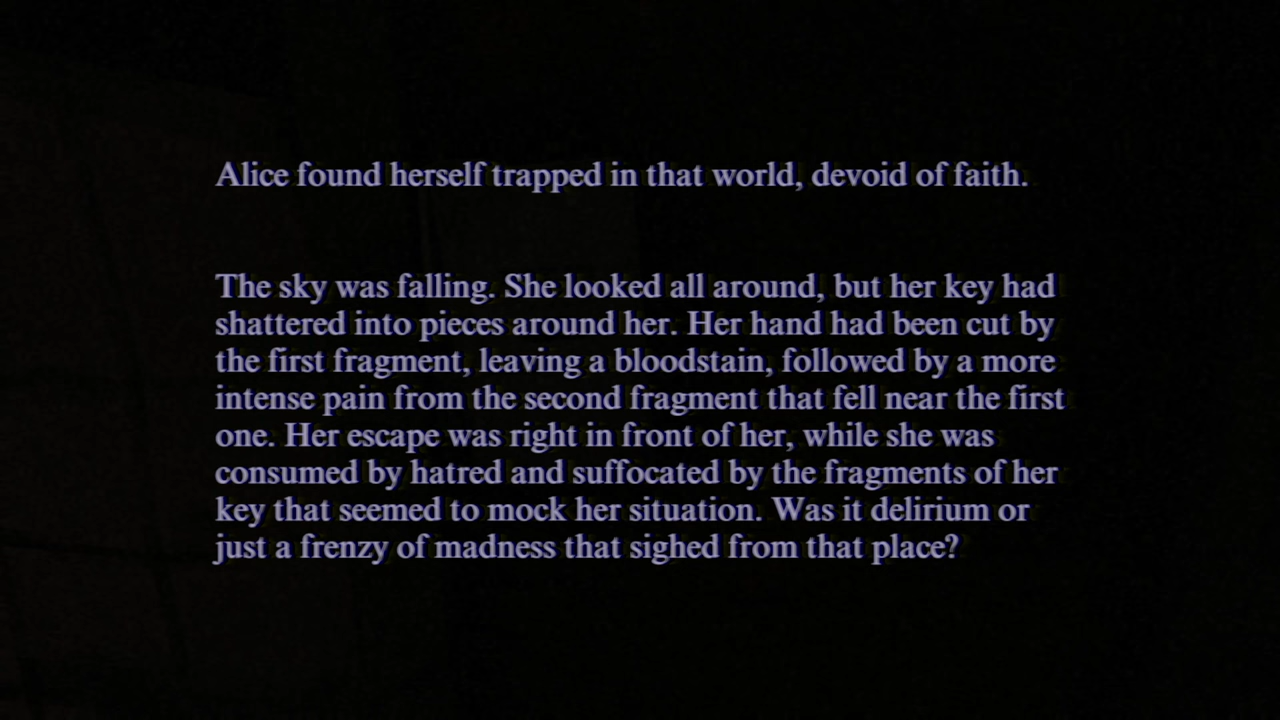 Alice found herself trapped in that world, devoid of faith.
The sky was falling. She looked all around, but her key had
shattered into pieces around her. Her hand had been cut by
the first fragment, leaving a bloodstain, followed by a more
intense pain from the second fragment that fell near the first
one. Her escape was right in front of her, while she was
consumed by hatred and suffocated by the fragments of her
key that seemed to mock her situation. Was it delirium or
just a frenzy of madness that sighed from that place?